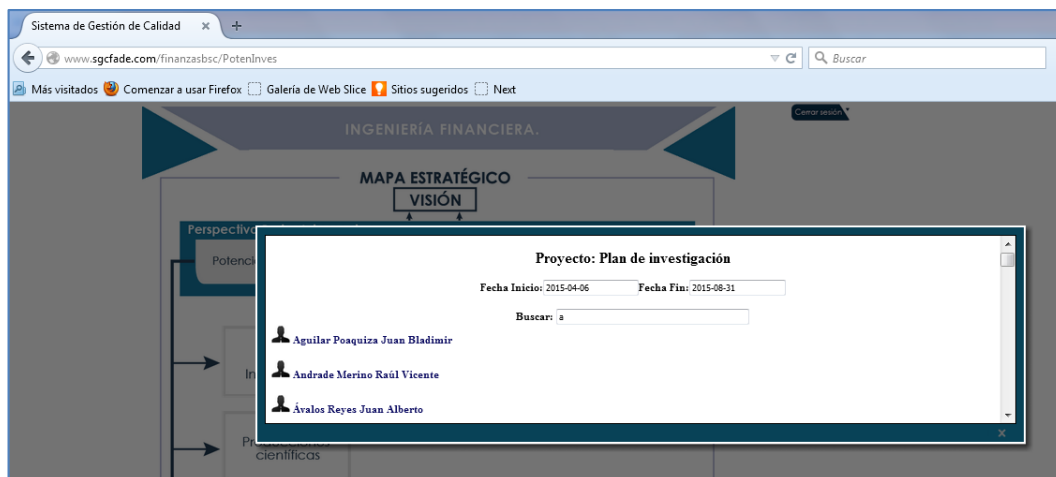 Sistema de Gestión de Calidad × +
www.sgcfade.com/finanzasbsc/PotenInves Buscar
Más visitados Comenzar a usar Firefox Galería de Web Slice Sitios sugeridos Next
Cerrar sesión
INGENIERÍA FINANCIERA.
MAPA ESTRATÉGICO
VISIÓN
Perspectiva
Potenci
Proyecto: Plan de investigación
Fecha Inicio: 2015-04-06 Fecha Fin: 2015-08-31
Buscar: a
Aguilar Poaquiza Juan Bladimir
In
Andrade Merino Raúl Vicente
Ávalos Reyes Juan Alberto
científicas